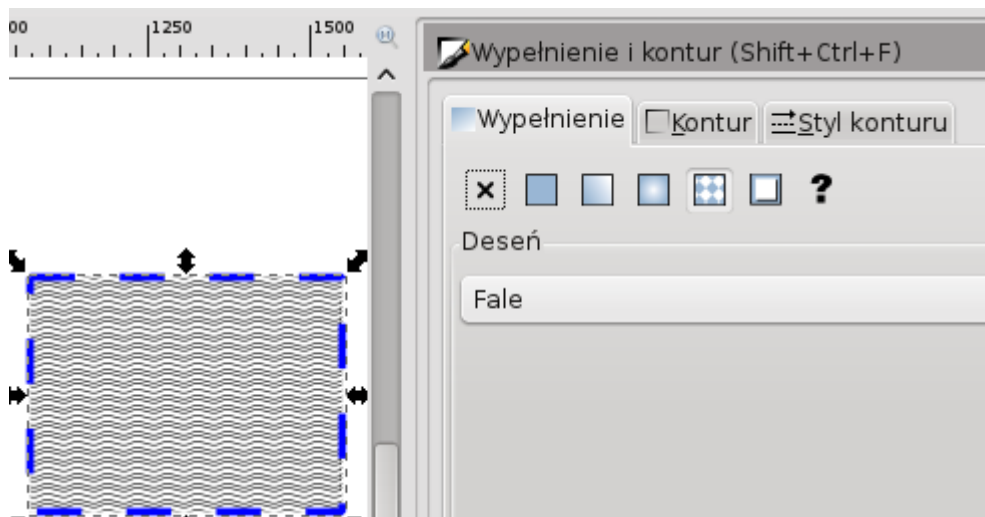 00 1250 1500
Wypełnienie i kontur (Shift+Ctrl+F)
Wypełnienie Kontur Styl konturu
?
Deseń
Fale